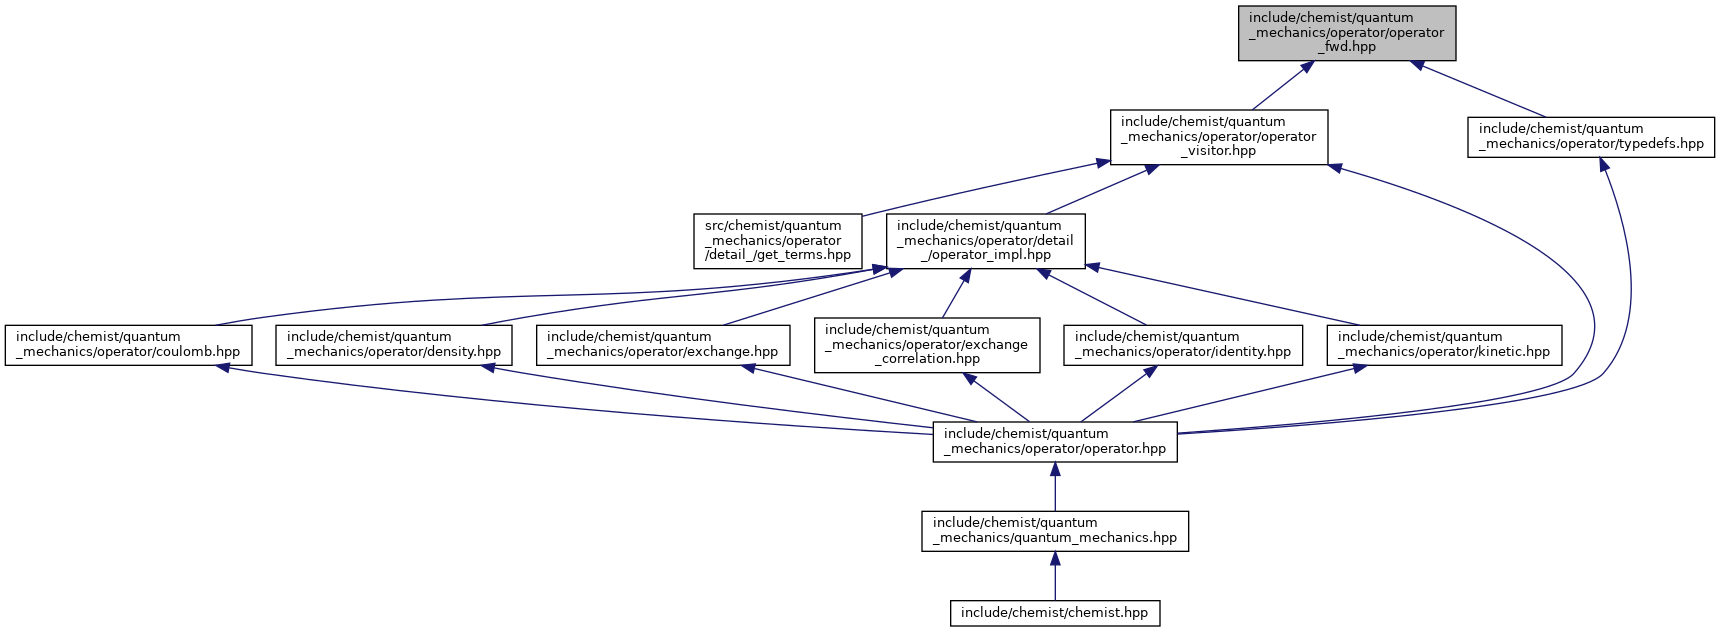 include/chemist/quantum
_mechanics/operator/operator
_fwd.hpp
include/chemist/quantum
_mechanics/operator/operator
_visitor.hpp
include/chemist/quantum
_mechanics/operator/typedefs.hpp
src/chemist/quantum
_mechanics/operator
/detail_/get_terms.hpp
include/chemist/quantum
_mechanics/operator/detail
_/operator_impl.hpp
include/chemist/quantum
_mechanics/operator/coulomb.hpp
include/chemist/quantum
_mechanics/operator/density.hpp
include/chemist/quantum
_mechanics/operator/exchange.hpp
include/chemist/quantum
_mechanics/operator/exchange
_correlation.hpp
include/chemist/quantum
_mechanics/operator/identity.hpp
include/chemist/quantum
_mechanics/operator/kinetic.hpp
include/chemist/quantum
_mechanics/operator/operator.hpp
include/chemist/quantum
_mechanics/quantum_mechanics.hpp
include/chemist/chemist.hpp